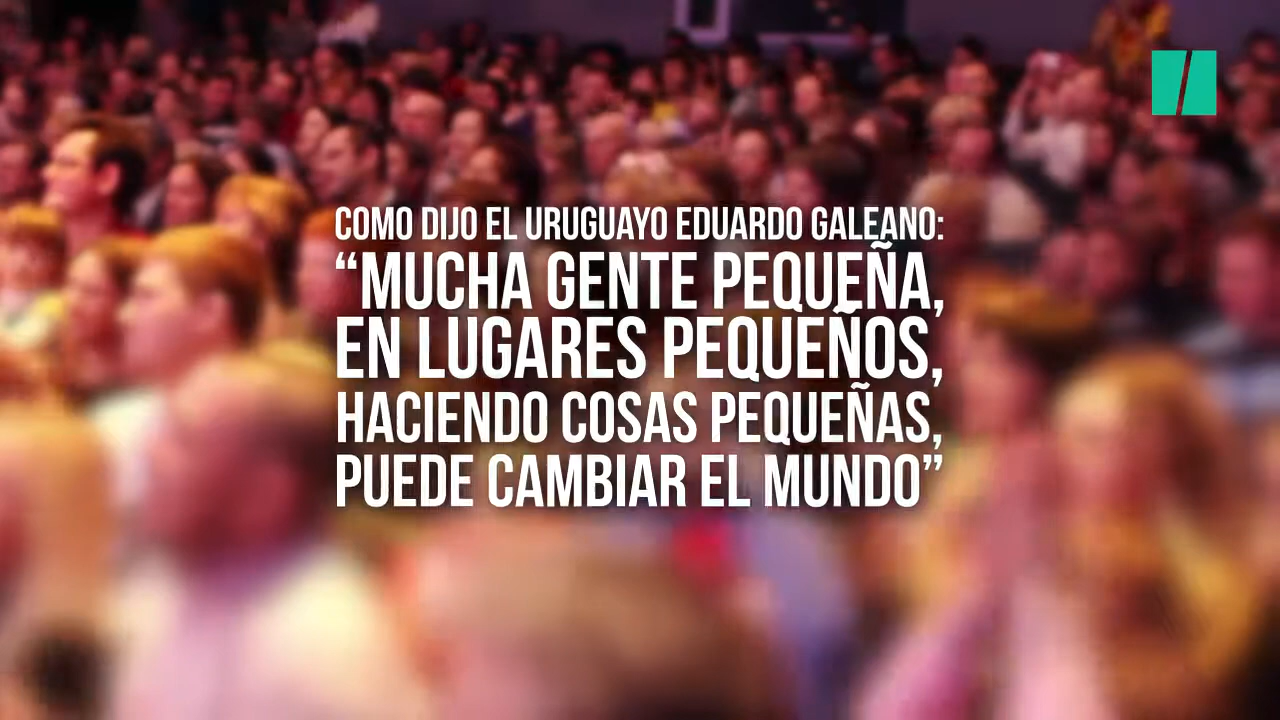 COMO DIJO EL URUGUAYO EDUARDO GALEANO:
“MUCHA GENTE PEQUEÑA,
EN LUGARES PEQUEÑOS,
HACIENDO COSAS PEQUEÑAS,
PUEDE CAMBIAR EL MUNDO”